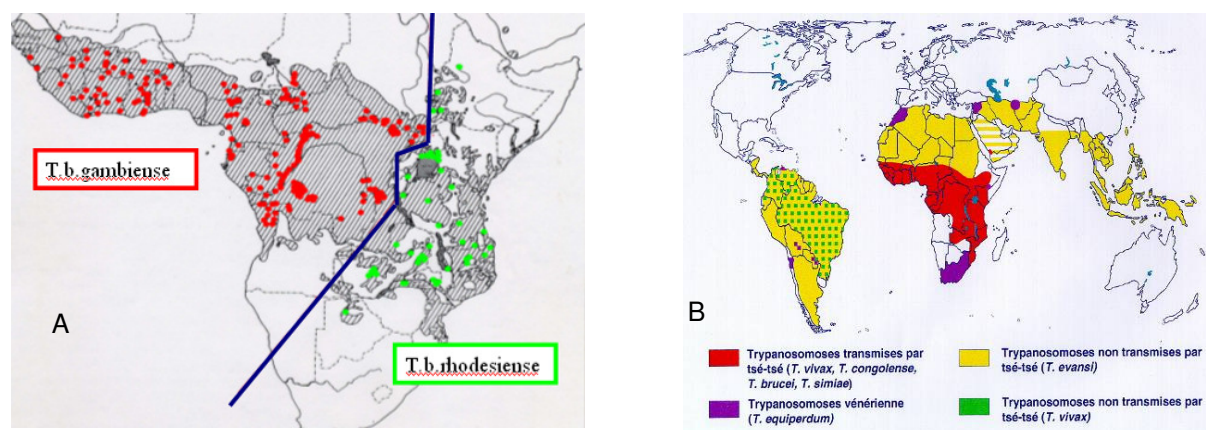 T.b.gambiense
A
T.b.rhodesiense
B
Trypanosomoses transmises par
tsé-tsé (T. vivax, T. congolense,
T. brucei, T. simiae)
Trypanosomoses vénérienne
(T. equiperdum)
Trypanosomoses non transmises par
tsé-tsé (T. evansi)
Trypanosomoses non transmises par
tsé-tsé (T. vivax)